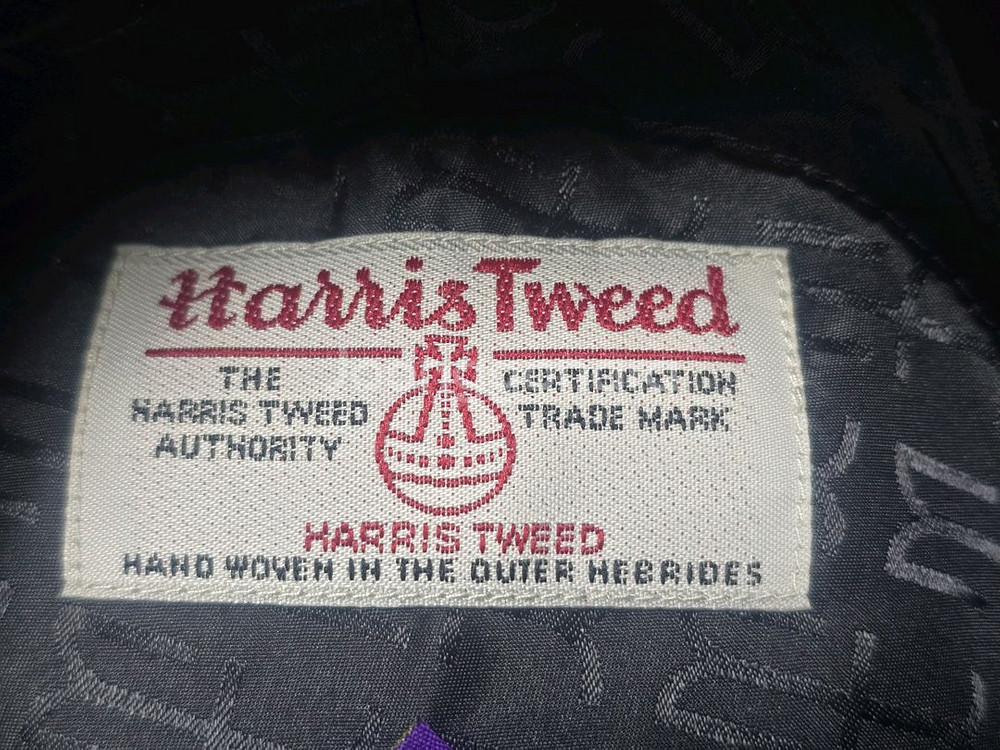 Harris Tweed
THE
HARRIS TWEED
AUTHORITY
CERTIFICATION
TRADE MARK
HARRIS TWEED
HAND WOVEN IN THE OUTER HEBRIDES